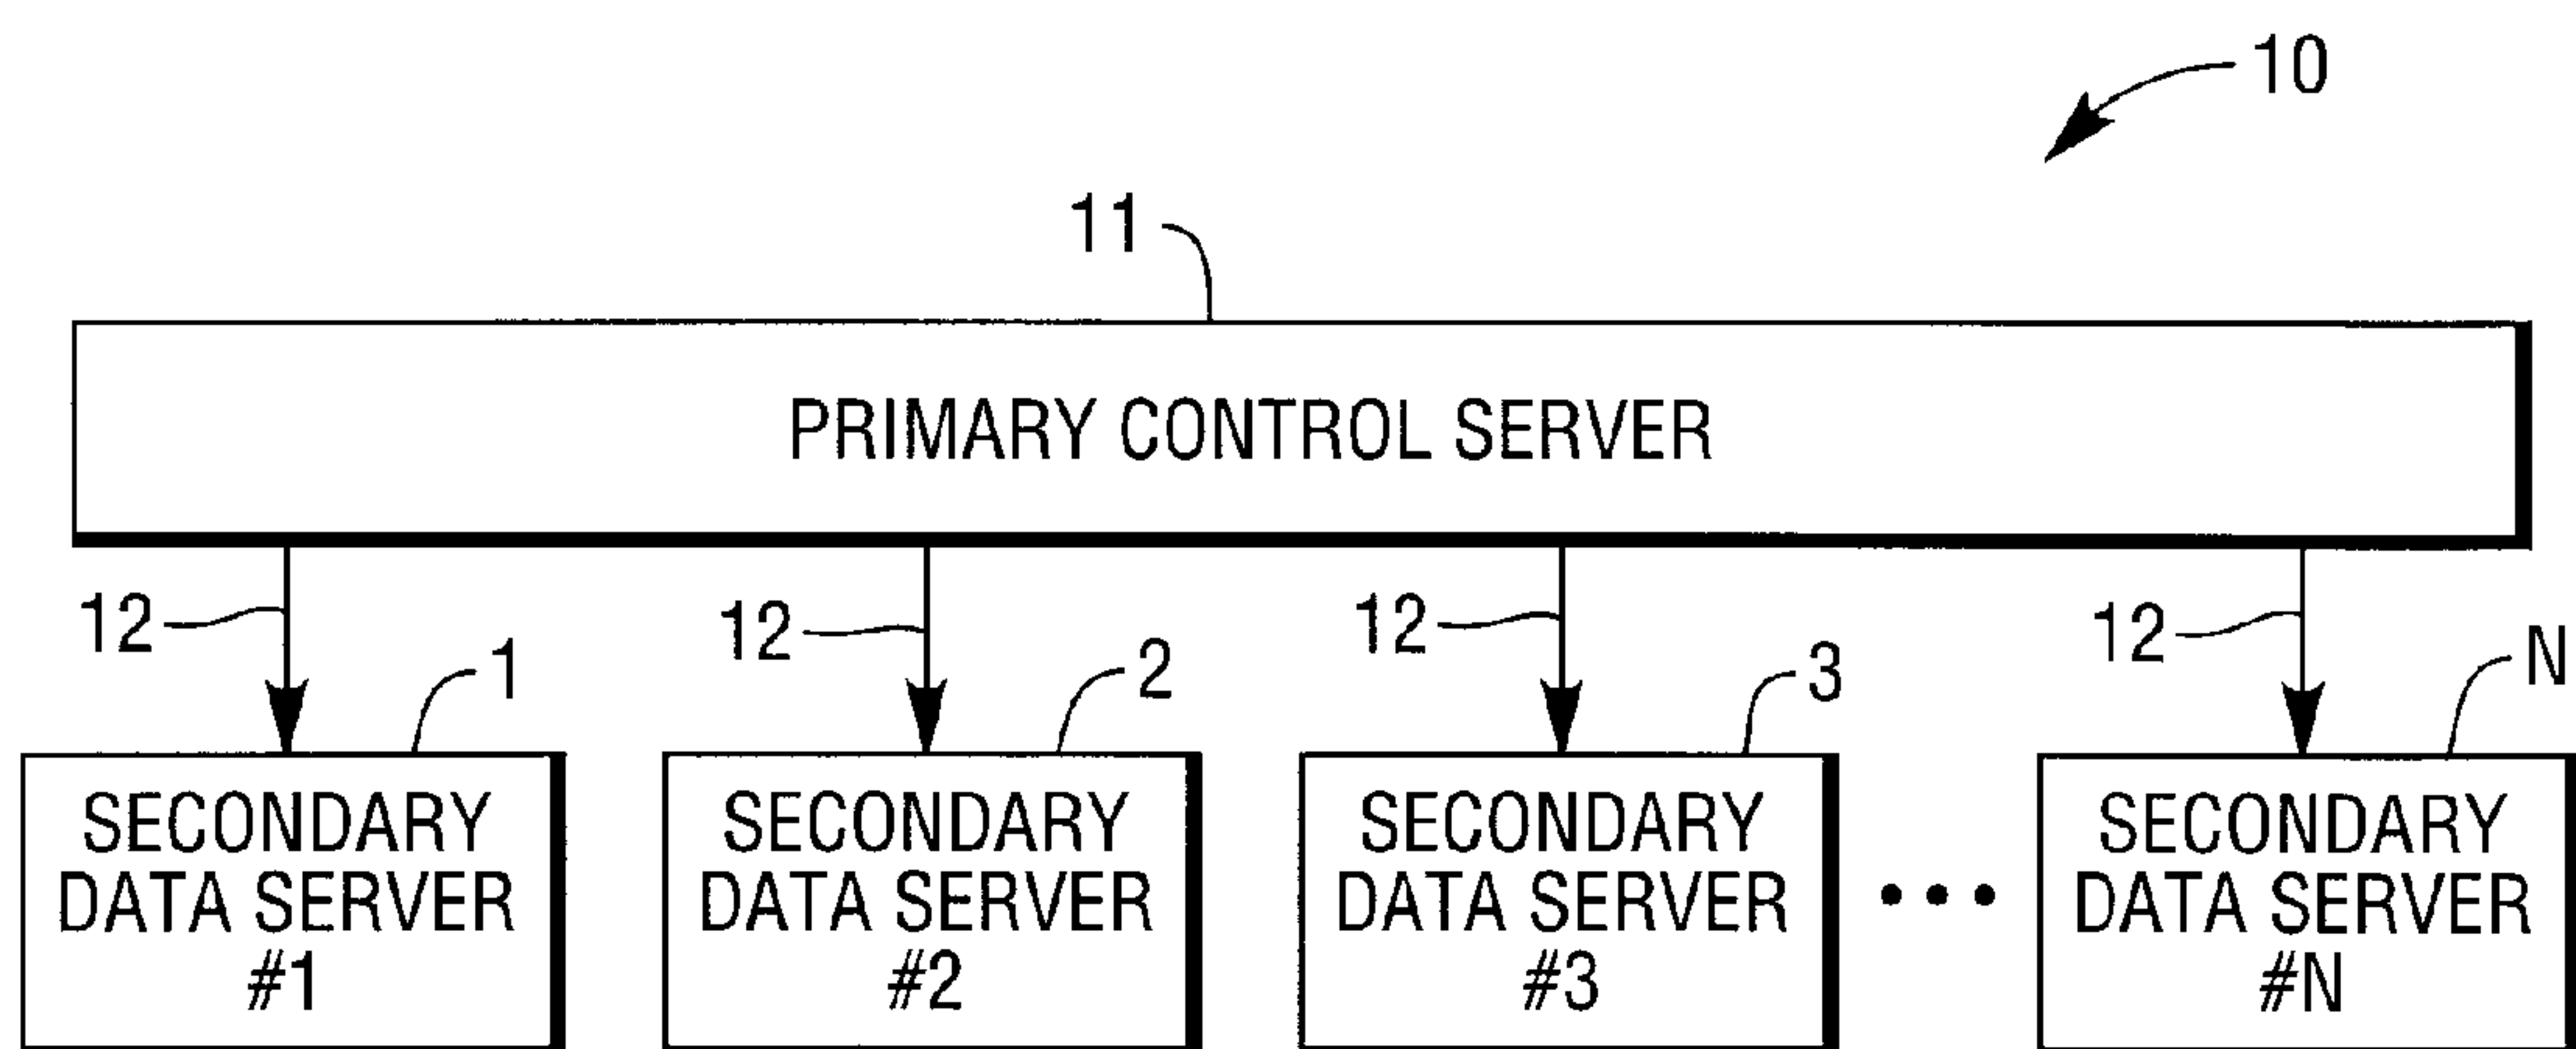 10
11
PRIMARY CONTROL SERVER
12
12
12
12
1
2
3
N
SECONDARY
DATA SERVER
#1
SECONDARY
DATA SERVER
#2
SECONDARY
DATA SERVER
#3
SECONDARY
DATA SERVER
#N